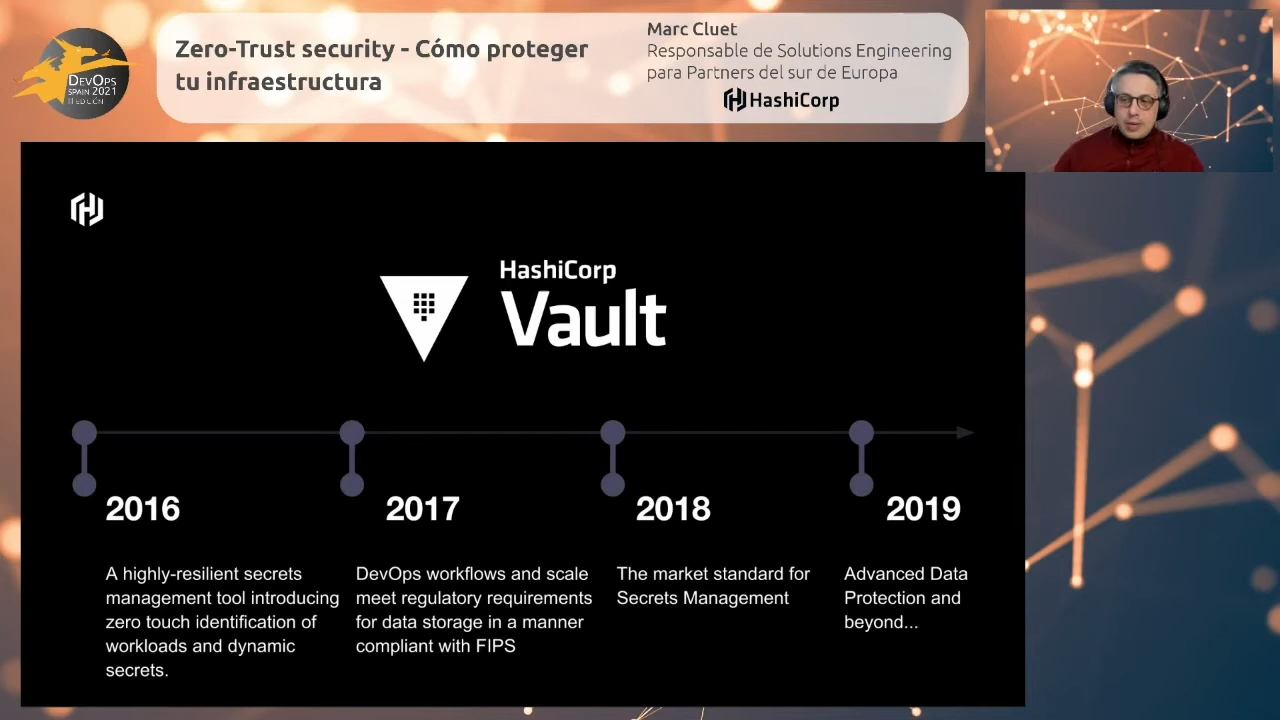 DEVOPS
SPAIN 2021
III EDICIÓN
Zero-Trust security - Cómo proteger
tu infraestructura
Marc Cluet
Responsable de Solutions Engineering
para Partners del sur de Europa
HashiCorp
HashiCorp
Vault
2016
2017
2018
2019
A highly-resilient secrets
management tool introducing
zero touch identification of
workloads and dynamic
secrets.
DevOps workflows and scale
meet regulatory requirements
for data storage in a manner
compliant with FIPS
The market standard for
Secrets Management
Advanced Data
Protection and
beyond...